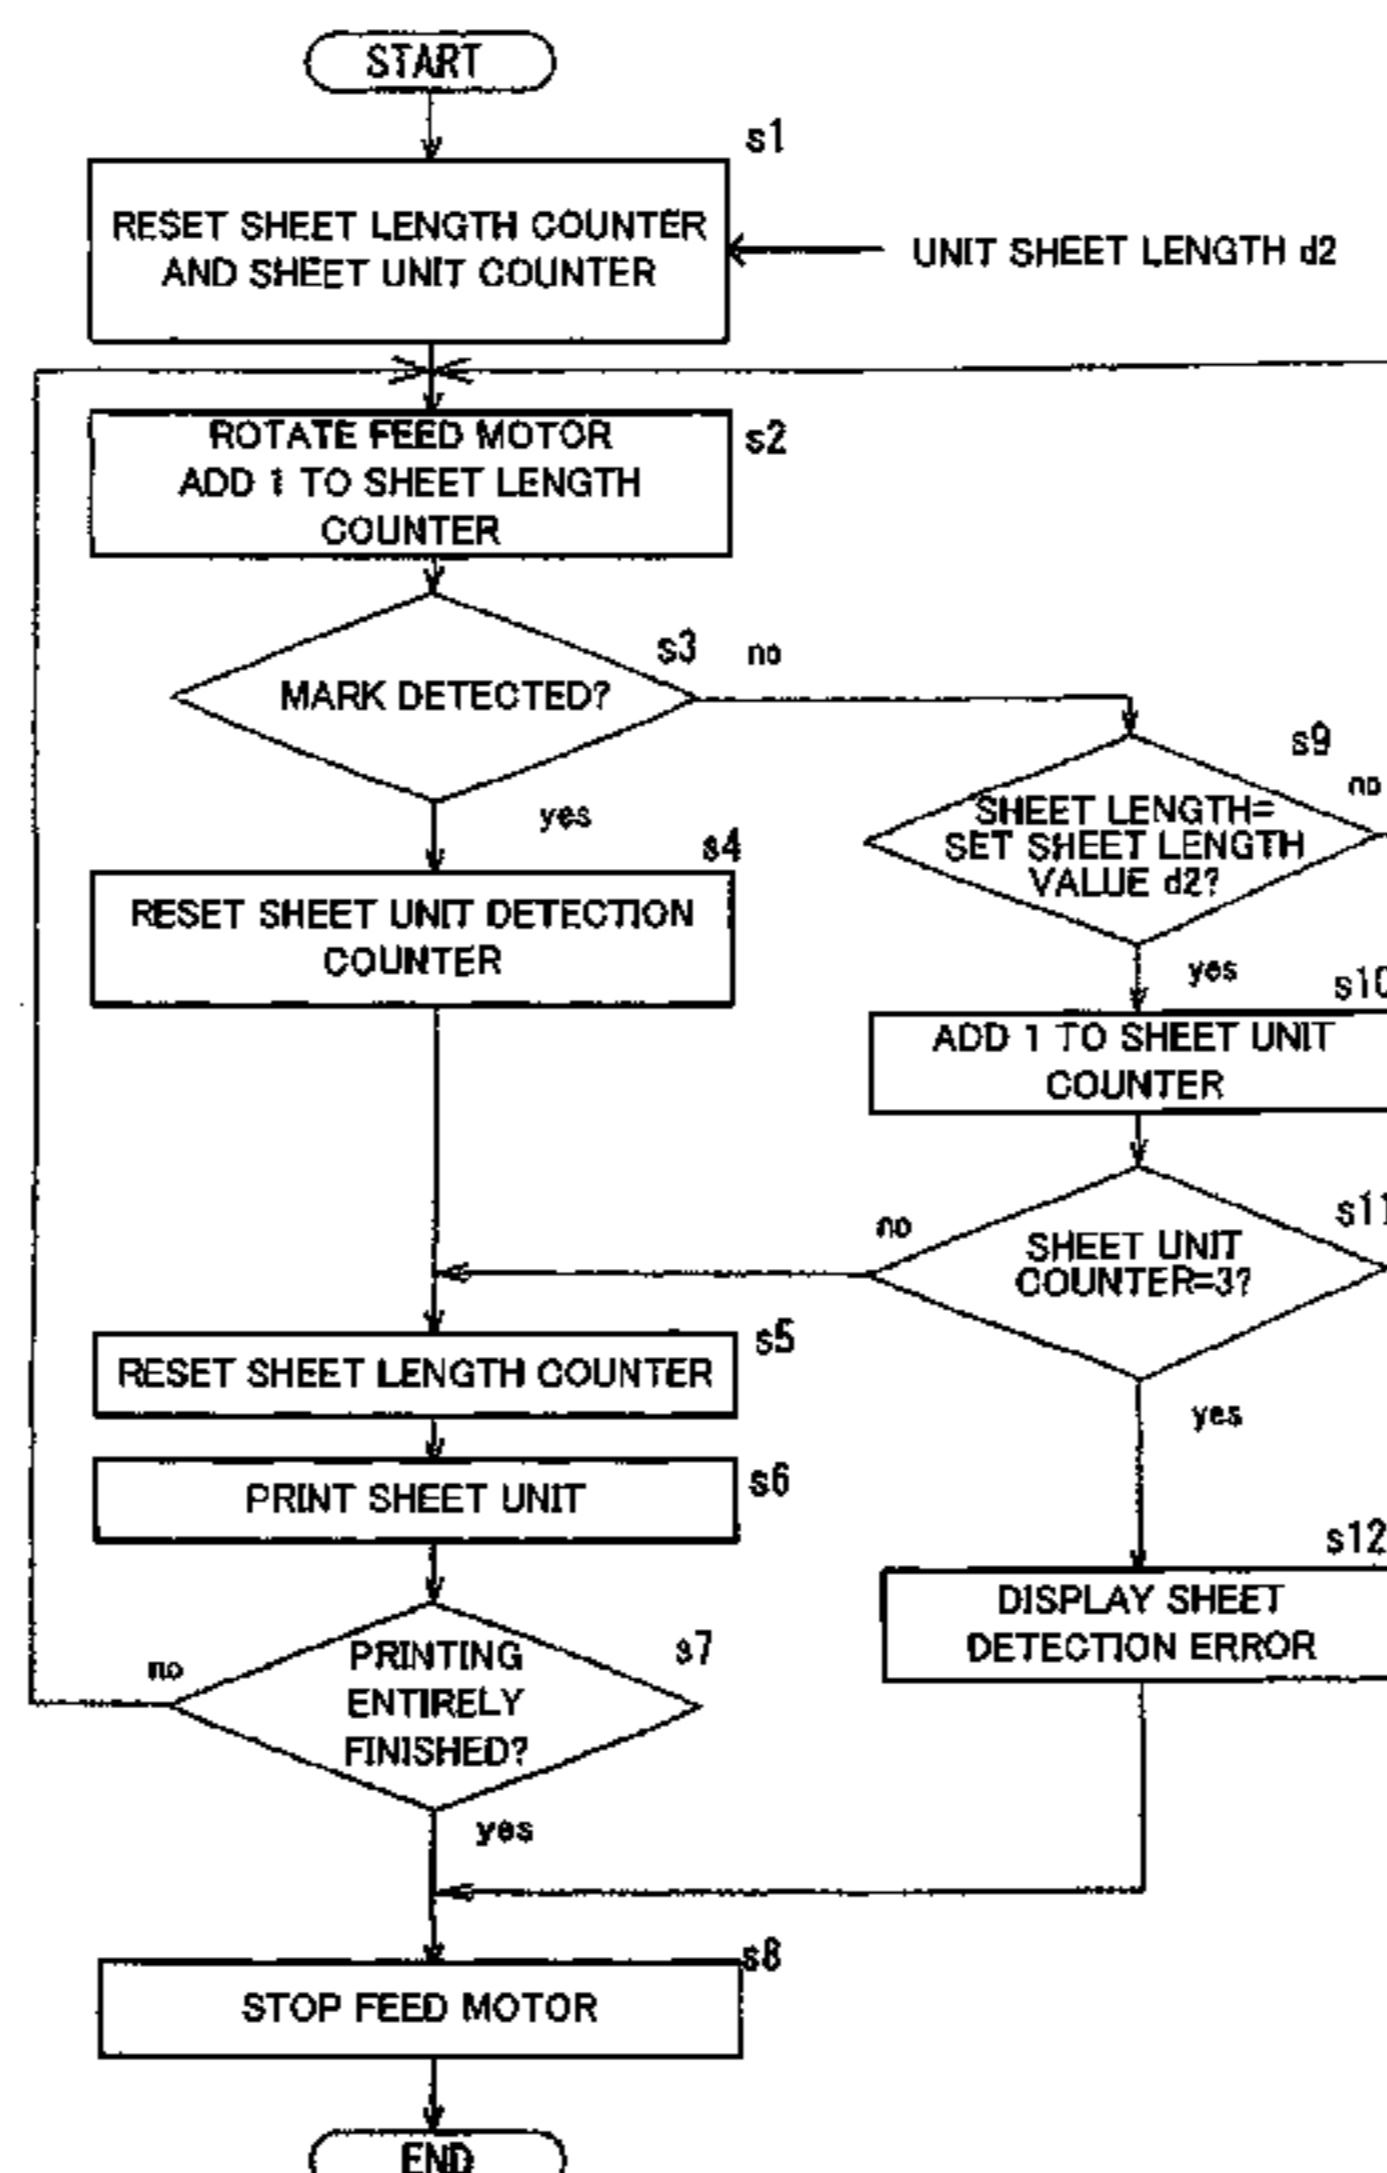 START
s1
RESET SHEET LENGTH COUNTER
AND SHEET UNIT COUNTER
UNIT SHEET LENGTH d2
s2
ROTATE FEED MOTOR
ADD 1 TO SHEET LENGTH
COUNTER
s3
no
MARK DETECTED?
yes
s9
no
SHEET LENGTH=
SET SHEET LENGTH
VALUE d2?
yes
s4
RESET SHEET UNIT DETECTION
COUNTER
s10
ADD 1 TO SHEET UNIT
COUNTER
s11
no
SHEET UNIT
COUNTER=3?
yes
s5
RESET SHEET LENGTH COUNTER
s6
PRINT SHEET UNIT
s12
DISPLAY SHEET
DETECTION ERROR
s7
no
PRINTING
ENTIRELY
FINISHED?
yes
s8
STOP FEED MOTOR
END